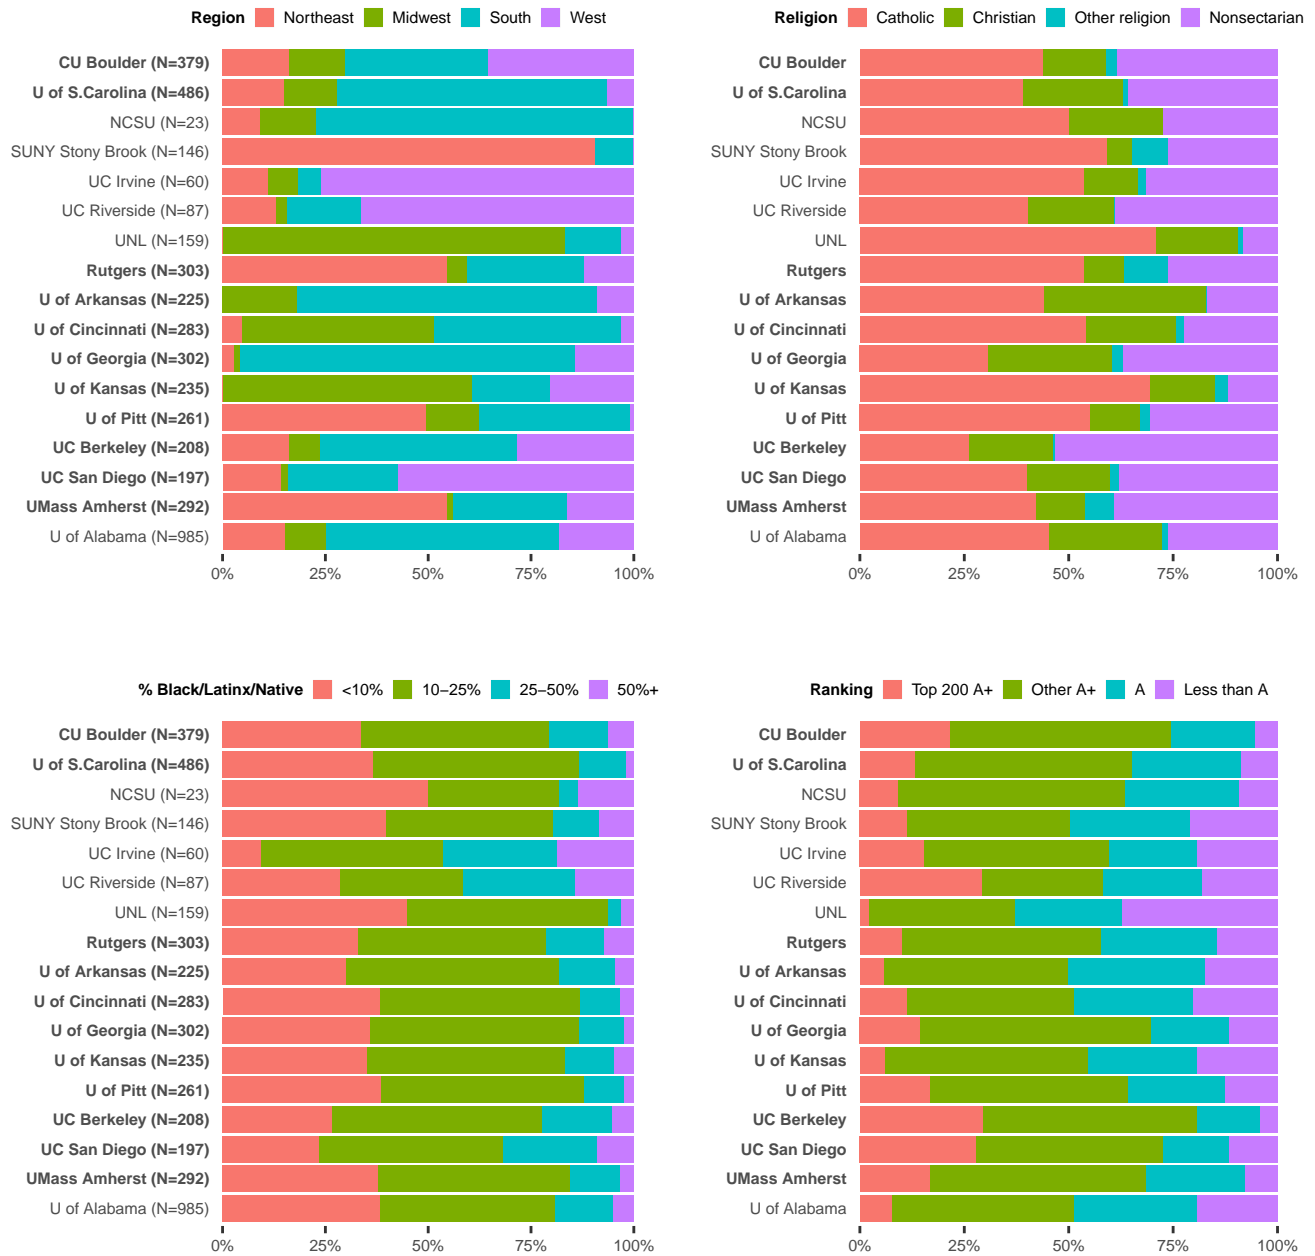 Region Northeast Midwest South West
CU Boulder (N=379)
U of S.Carolina (N=486)
NCSU (N=23)
SUNY Stony Brook (N=146)
UC Irvine (N=60)
UC Riverside (N=87)
UNL (N=159)
Rutgers (N=303)
U of Arkansas (N=225)
U of Cincinnati (N=283)
U of Georgia (N=302)
U of Kansas (N=235)
U of Pitt (N=261)
UC Berkeley (N=208)
UC San Diego (N=197)
UMass Amherst (N=292)
U of Alabama (N=985)
0% 25% 50% 75% 100%
Religion Catholic Christian Other religion Nonsectarian
CU Boulder
U of S.Carolina
NCSU
SUNY Stony Brook
UC Irvine
UC Riverside
UNL
Rutgers
U of Arkansas
U of Cincinnati
U of Georgia
U of Kansas
U of Pitt
UC Berkeley
UC San Diego
UMass Amherst
U of Alabama
0% 25% 50% 75% 100%
% Black/Latinx/Native <10% 10−25% 25−50% 50%+
CU Boulder (N=379)
U of S.Carolina (N=486)
NCSU (N=23)
SUNY Stony Brook (N=146)
UC Irvine (N=60)
UC Riverside (N=87)
UNL (N=159)
Rutgers (N=303)
U of Arkansas (N=225)
U of Cincinnati (N=283)
U of Georgia (N=302)
U of Kansas (N=235)
U of Pitt (N=261)
UC Berkeley (N=208)
UC San Diego (N=197)
UMass Amherst (N=292)
U of Alabama (N=985)
0% 25% 50% 75% 100%
Ranking Top 200 A+ Other A+ A Less than A
CU Boulder
U of S.Carolina
NCSU
SUNY Stony Brook
UC Irvine
UC Riverside
UNL
Rutgers
U of Arkansas
U of Cincinnati
U of Georgia
U of Kansas
U of Pitt
UC Berkeley
UC San Diego
UMass Amherst
U of Alabama
0% 25% 50% 75% 100%